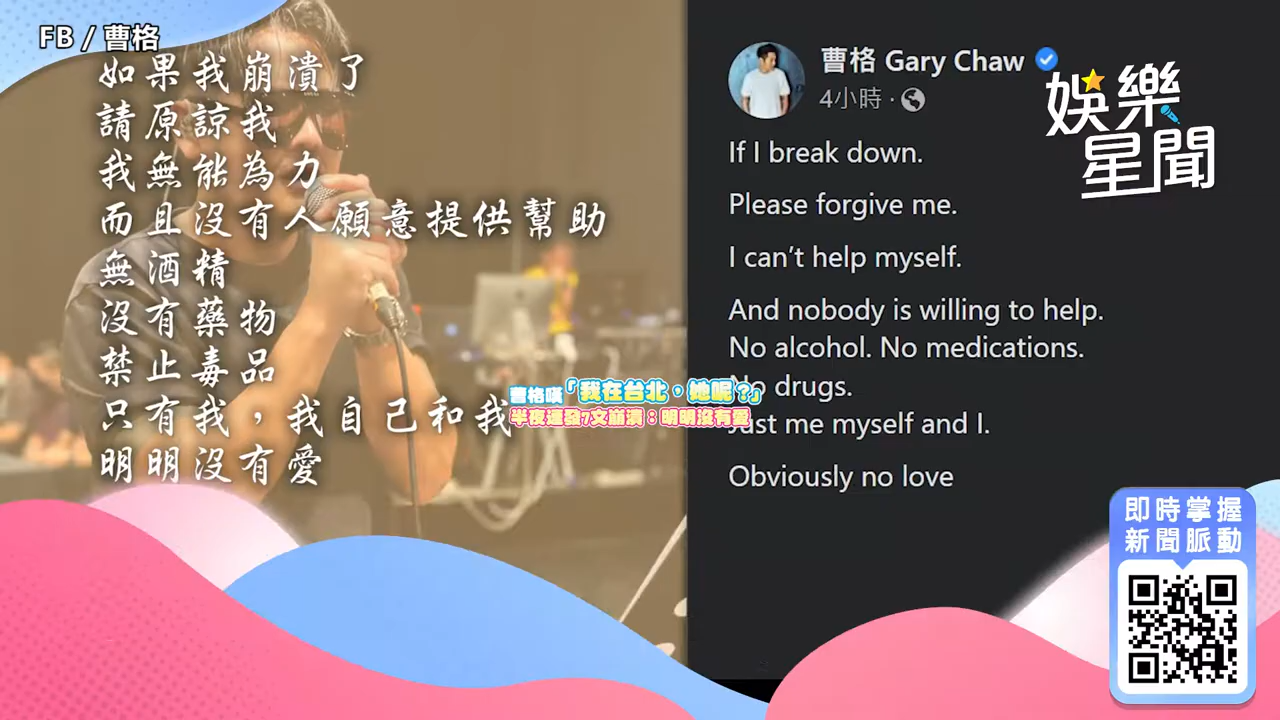 FB / 曹格
如果我崩潰了
請原諒我
我無能為力
而且沒有人願意提供幫助
無酒精
沒有藥物
禁止毒品
只有我，我自己和我
明明沒有愛
曹格 Gary Chaw
4小時 ·
If I break down.
Please forgive me.
I can't help myself.
And nobody is willing to help.
No alcohol. No medications.
No drugs.
Just me myself and I.
Obviously no love
曹格嘆「我在台北，她呢？」
半夜連發7文崩潰：明明沒有愛
娛樂
星聞
即時掌握
新聞脈動